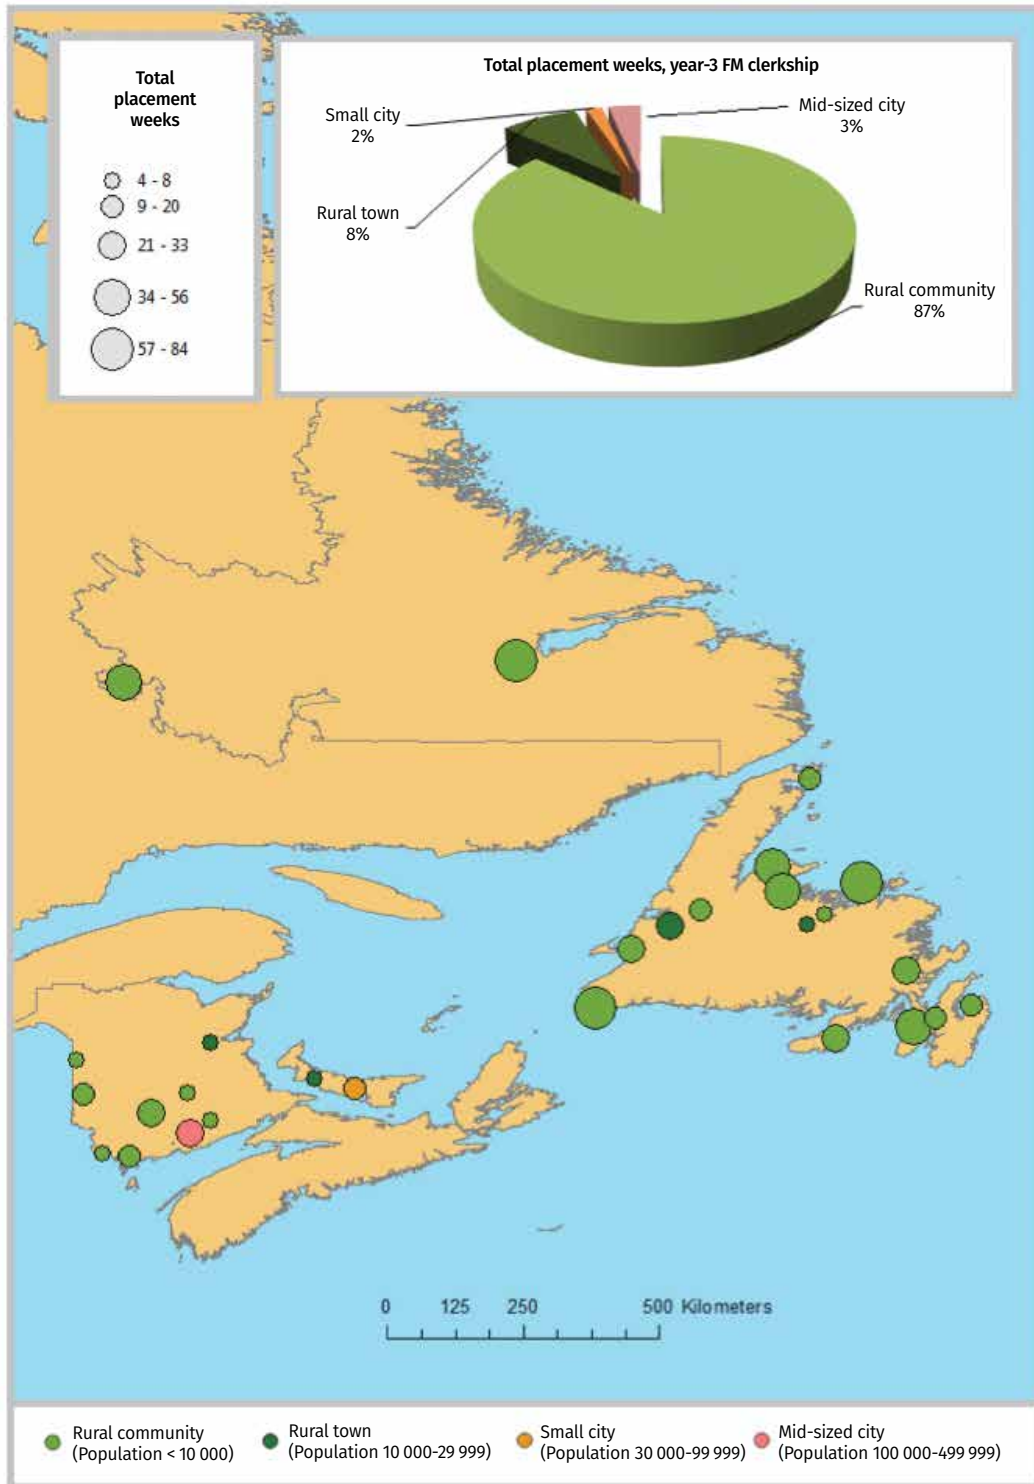 Total
placement
weeks
4 - 8
9 - 20
21 - 33
34 - 56
57 - 84
Total placement weeks, year-3 FM clerkship
Small city
2%
Mid-sized city
3%
Rural town
8%
Rural community
87%
0 125 250 500 Kilometers
Rural community
(Population < 10 000)
Rural town
(Population 10 000-29 999)
Small city
(Population 30 000-99 999)
Mid-sized city
(Population 100 000-499 999)